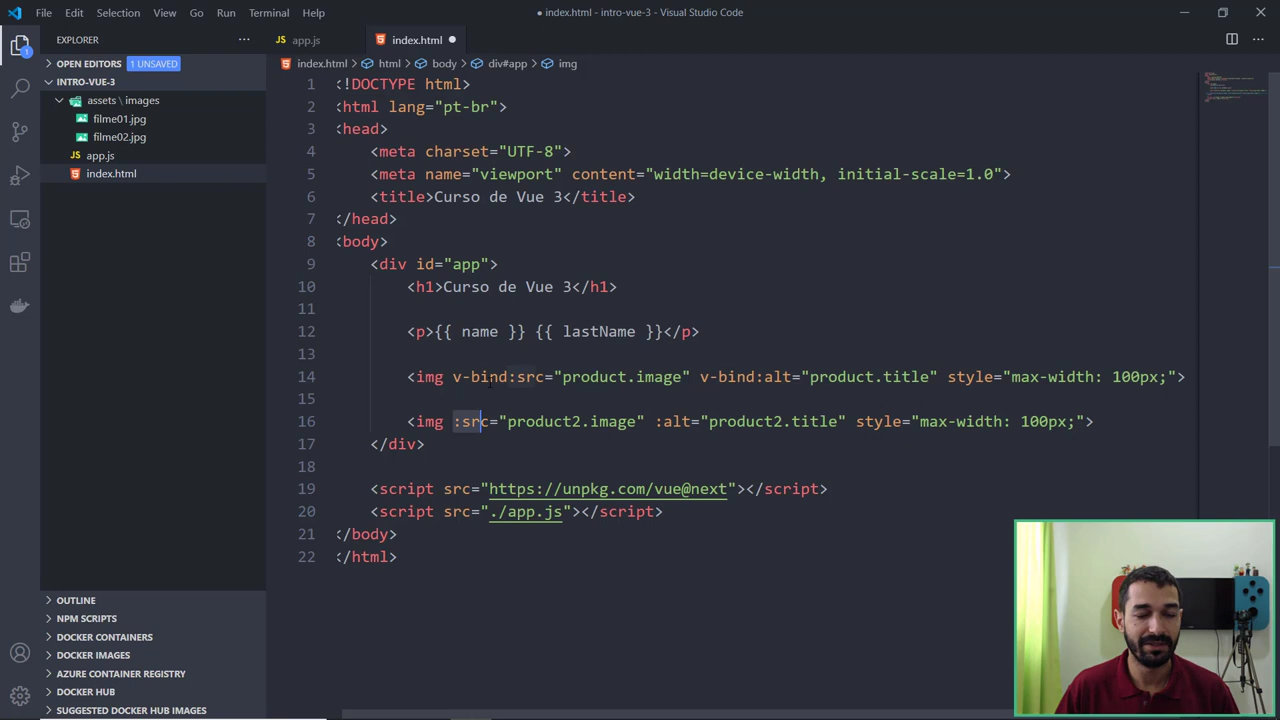 File Edit Selection View Go Run Terminal Help
● index.html - intro-vue-3 - Visual Studio Code
EXPLORER
OPEN EDITORS 1 UNSAVED
INTRO-VUE-3
assets \ images
filme01.jpg
filme02.jpg
app.js
index.html
OUTLINE
NPM SCRIPTS
DOCKER CONTAINERS
DOCKER IMAGES
AZURE CONTAINER REGISTRY
DOCKER HUB
SUGGESTED DOCKER HUB IMAGES
1
app.js index.html ●
index.html > html > body > div#app > img
1 <!DOCTYPE html>
2 <html lang="pt-br">
3 <head>
4 <meta charset="UTF-8">
5 <meta name="viewport" content="width=device-width, initial-scale=1.0">
6 <title>Curso de Vue 3</title>
7 </head>
8 <body>
9 <div id="app">
10 <h1>Curso de Vue 3</h1>
11
12 <p>{{ name }} {{ lastName }}</p>
13
14 <img v-bind:src="product.image" v-bind:alt="product.title" style="max-width: 100px;">
15
16 <img :src="product2.image" :alt="product2.title" style="max-width: 100px;">
17 </div>
18
19 <script src="https://unpkg.com/vue@next"></script>
20 <script src="./app.js"></script>
21 </body>
22 </html>